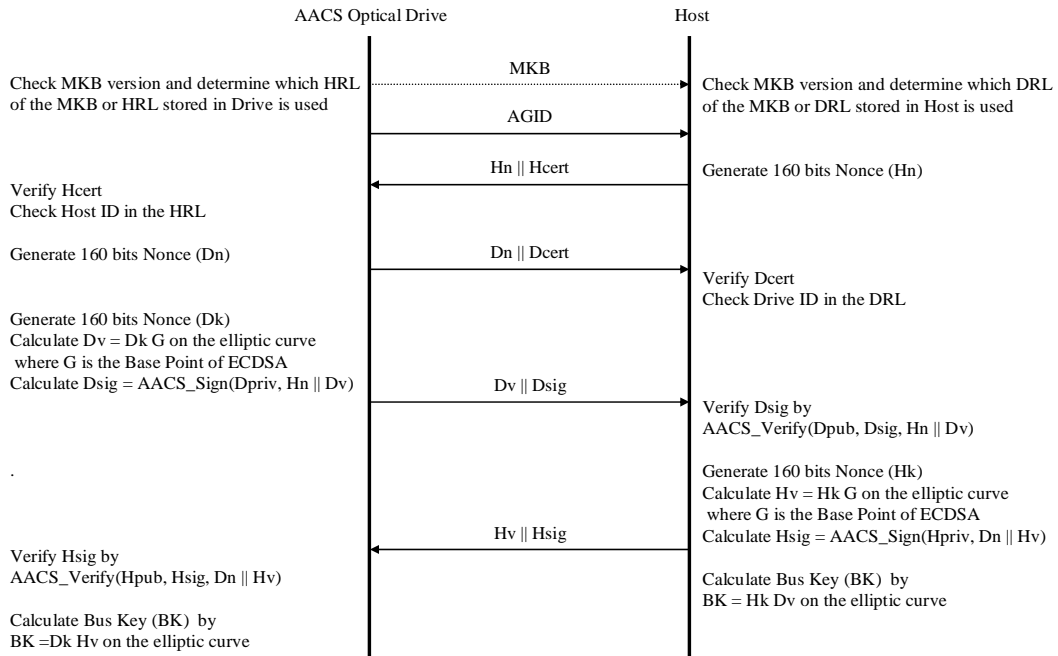 AACS Optical Drive
Host
MKB
Check MKB version and determine which HRL
of the MKB or HRL stored in Drive is used
Check MKB version and determine which DRL
of the MKB or DRL stored in Host is used
AGID
Hn || Hcert
Generate 160 bits Nonce (Hn)
Verify Hcert
Check Host ID in the HRL
Generate 160 bits Nonce (Dn)
Dn || Dcert
Verify Dcert
Check Drive ID in the DRL
Generate 160 bits Nonce (Dk)
Calculate Dv = Dk G on the elliptic curve
where G is the Base Point of ECDSA
Calculate Dsig = AACS_Sign(Dpriv, Hn || Dv)
Dv || Dsig
Verify Dsig by
AACS_Verify(Dpub, Dsig, Hn || Dv)
.
Generate 160 bits Nonce (Hk)
Calculate Hv = Hk G on the elliptic curve
where G is the Base Point of ECDSA
Calculate Hsig = AACS_Sign(Hpriv, Dn || Hv)
Hv || Hsig
Verify Hsig by
AACS_Verify(Hpub, Hsig, Dn || Hv)
Calculate Bus Key (BK) by
BK = Hk Dv on the elliptic curve
Calculate Bus Key (BK) by
BK =Dk Hv on the elliptic curve